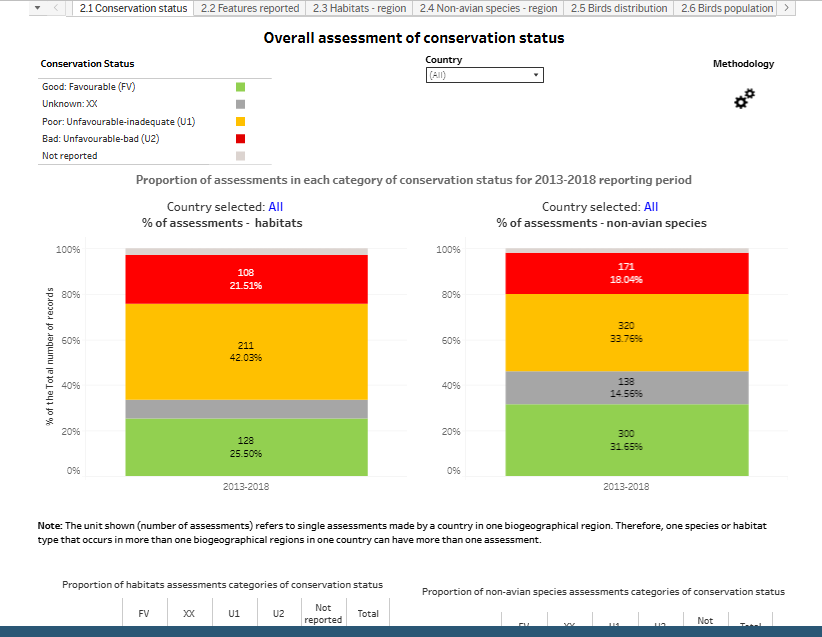 2.1 Conservation status
2.2 Features reported
2.3 Habitats - region
2.4 Non-avian species - region
2.5 Birds distribution
2.6 Birds population
Overall assessment of conservation status
Conservation Status
Good: Favourable (FV)
Unknown: XX
Poor: Unfavourable-inadequate (U1)
Bad: Unfavourable-bad (U2)
Not reported
Country
(All)
Methodology
Proportion of assessments in each category of conservation status for 2013-2018 reporting period
Country selected: All
% of assessments - habitats
% of the Total number of records
100%
80%
60%
40%
20%
0%
108
21.51%
211
42.03%
128
25.50%
2013-2018
Country selected: All
% of assessments - non-avian species
100%
80%
60%
40%
20%
0%
171
18.04%
320
33.76%
138
14.56%
300
31.65%
2013-2018
Note: The unit shown (number of assessments) refers to single assessments made by a country in one biogeographical region. Therefore, one species or habitat
type that occurs in more than one biogeographical regions in one country can have more than one assessment.
Proportion of habitats assessments categories of conservation status
FV XX U1 U2 Not reported Total
Proportion of non-avian species assessments categories of conservation status
FV XX U1 U2 Not Total